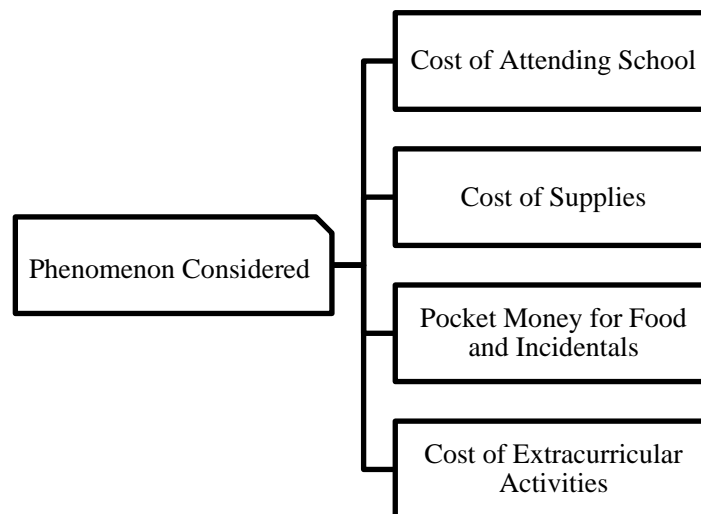 Cost of Attending School
Cost of Supplies
Phenomenon Considered
Pocket Money for Food
and Incidentals
Cost of Extracurricular
Activities